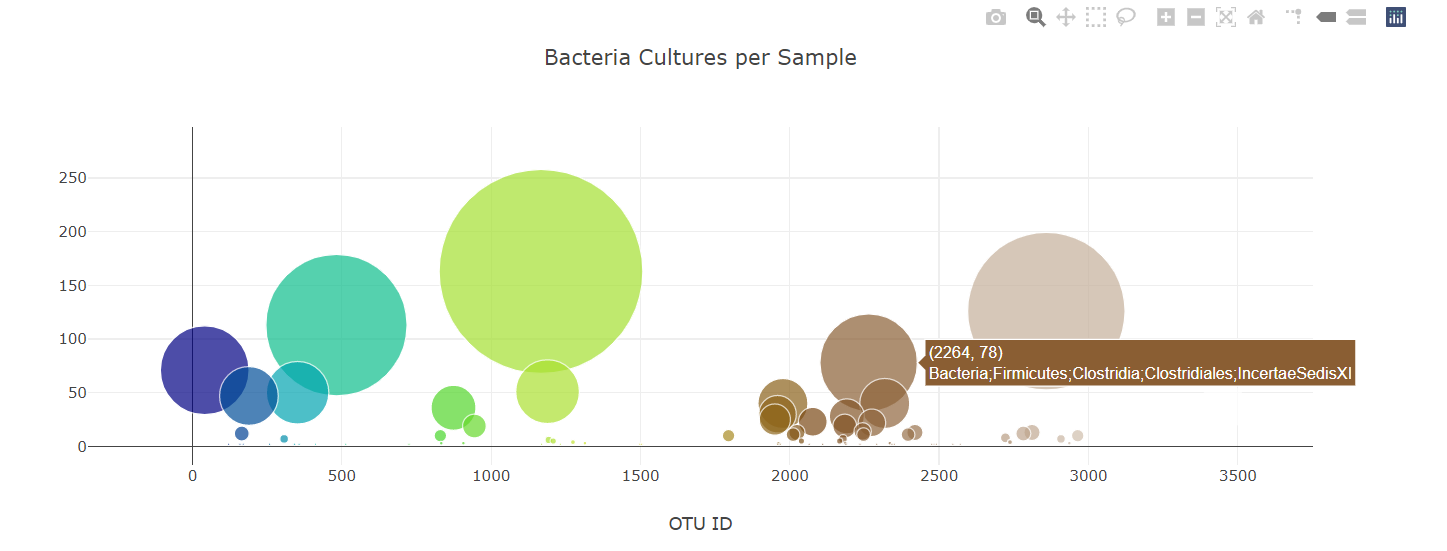 Bacteria Cultures per Sample
250
200
150
100
50
0
(2264, 78)
Bacteria;Firmicutes;Clostridia;Clostridiales;IncertaeSedisXI
0 500 1000 1500 2000 2500 3000 3500
OTU ID